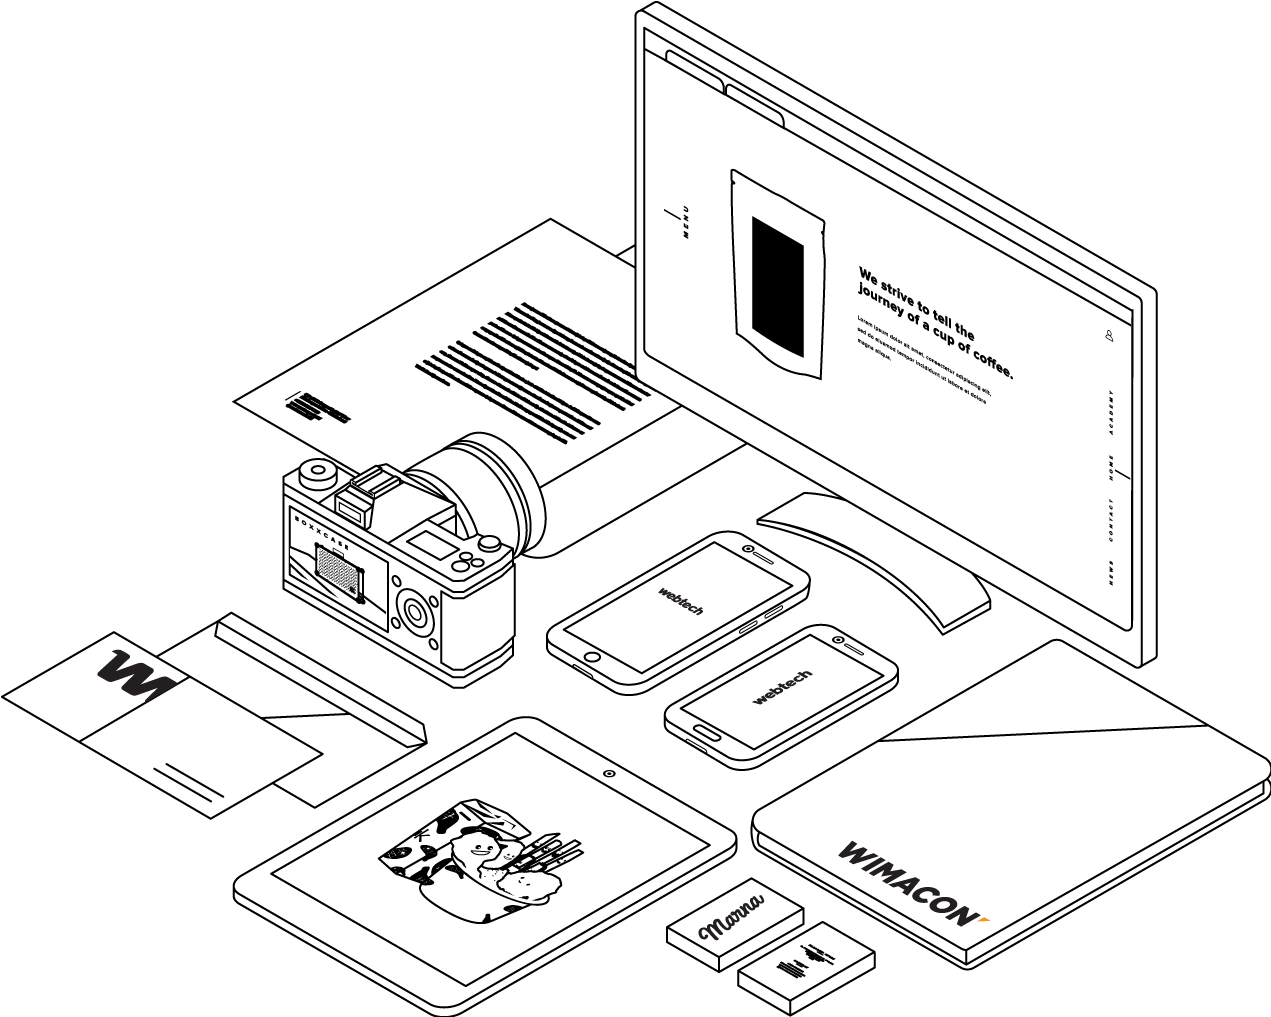 MENU
We strive to tell the
journey of a cup of coffee.
Lorem ipsum dolor sit amet, consectetur adipiscing elit,
sed do eiusmod tempor incididunt ut labore et dolore
magna aliqua.
ACADEMY
HOME
CONTACT
NEWS
BOXXCASE
webtech
webtech
WIMACON
Marna